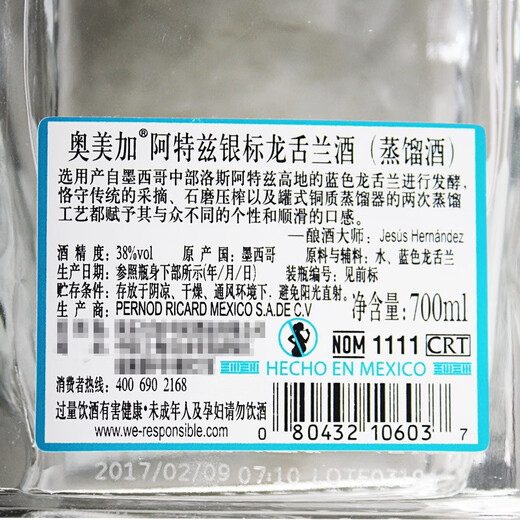 奥美加®阿特兹银标龙舌兰酒（蒸馏酒）
选用产自墨西哥中部洛斯阿特兹高地的蓝色龙舌兰进行发酵,
恪守传统的采摘、石磨压榨以及罐式铜质蒸馏器的两次蒸馏
工艺都赋予其与众不同的个性和顺滑的口感。
—酿酒大师：Jesús Hernández
酒 精 度：38%vol 原 产 国：墨西哥 原料与辅料：水、蓝色龙舌兰
生产日期：参照瓶身下部所示(年/月/日) 装瓶编号：见前标
贮存条件：存放于阴凉、干燥、通风环境下，避免阳光直射。
净含量:700ml
生 产 商：PERNOD RICARD MEXICO S.A.DE C.V
NOM 1111 CRT
HECHO EN MEXICO
消费者热线：400 690 2168
过量饮酒有害健康·未成年人及孕妇请勿饮酒
www.we-responsible.com
0 80432 10603 7
2017/02/09 07:10